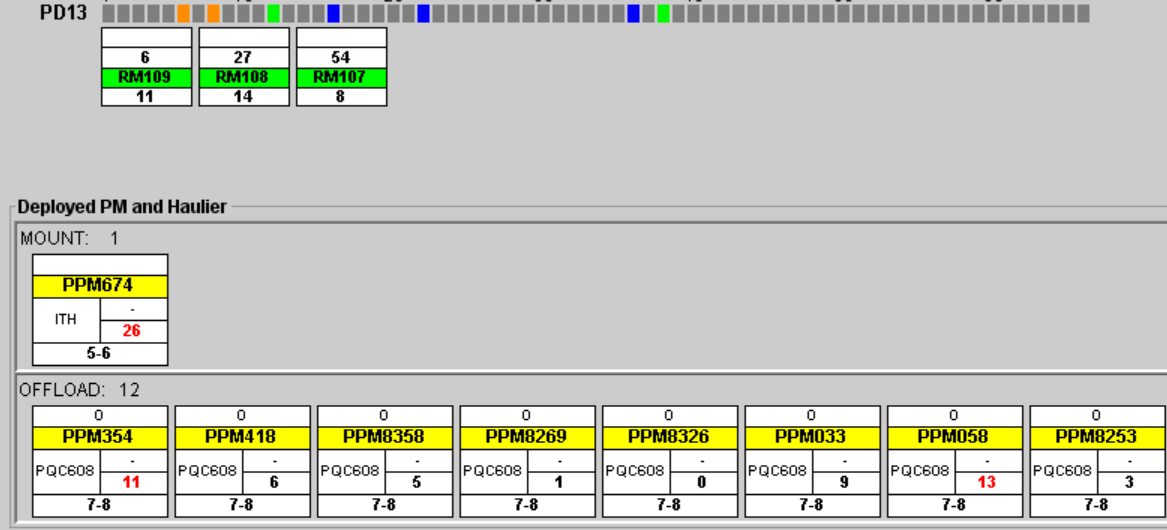 PD13
6 27 54
RM109 RM108 RM107
11 14 8
Deployed PM and Haulier
MOUNT: 1
PPM674
ITH -
26
5-6
OFFLOAD: 12
0 0 0 0 0 0 0 0
PPM354 PPM418 PPM8358 PPM8269 PPM8326 PPM033 PPM058 PPM8253
PQC608 - PQC608 - PQC608 - PQC608 - PQC608 - PQC608 - PQC608 - PQC608 -
11 6 5 1 0 9 13 3
7-8 7-8 7-8 7-8 7-8 7-8 7-8 7-8